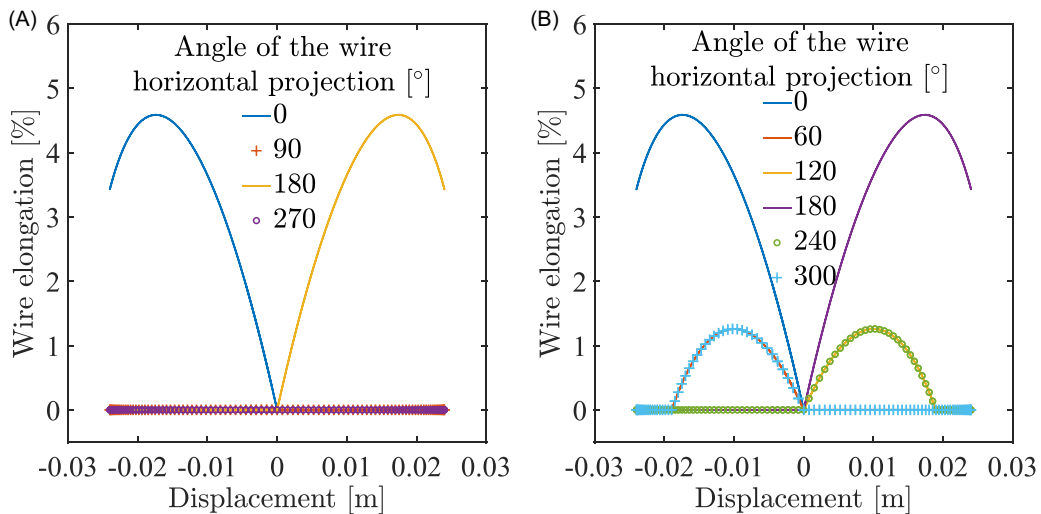 (A)
Angle of the wire
horizontal projection [°]
0
90
180
270
Wire elongation [%]
6
5
4
3
2
1
0
-0.03 -0.02 -0.01 0 0.01 0.02 0.03
Displacement [m]
(B)
Angle of the wire
horizontal projection [°]
0
60
120
180
240
300
Wire elongation [%]
6
5
4
3
2
1
0
-0.03 -0.02 -0.01 0 0.01 0.02 0.03
Displacement [m]